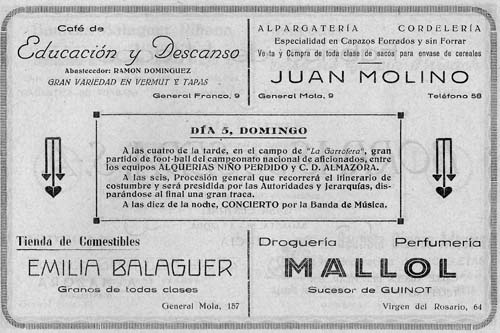 Café de
Educación y Descanso
Abastecedor: RAMON DOMINGUEZ
GRAN VARIEDAD EN VERMUT Y TAPAS
General Franco, 9
ALPARGATERÍA CORDELERÍA
Especialidad en Capazos Forrados y sin Forrar
Venta y Compra de toda clase de sacos para envase de cereales
JUAN MOLINO
General Mola, 9 Teléfono 58
DÍA 5, DOMINGO
A las cuatro de la tarde, en el campo de "La Garrofera", gran
partido de foot-ball del campeonato nacional de aficionados, entre
los equipos ALQUERIAS NIÑO PERDIDO y C. D. ALMAZORA.
A las seis, Procesión general que recorrerá el itinerario de
costumbre y será presidida por las Autoridades y Jerarquías, dispa-
rándose al final una gran traca.
A las diez de la noche, CONCIERTO por la Banda de Música.
Tienda de Comestibles
EMILIA BALAGUER
Granos de todas clases
General Mola, 157
Droguería Perfumería
MALLOL
Sucesor de GUINOT
Virgen del Rosario, 64